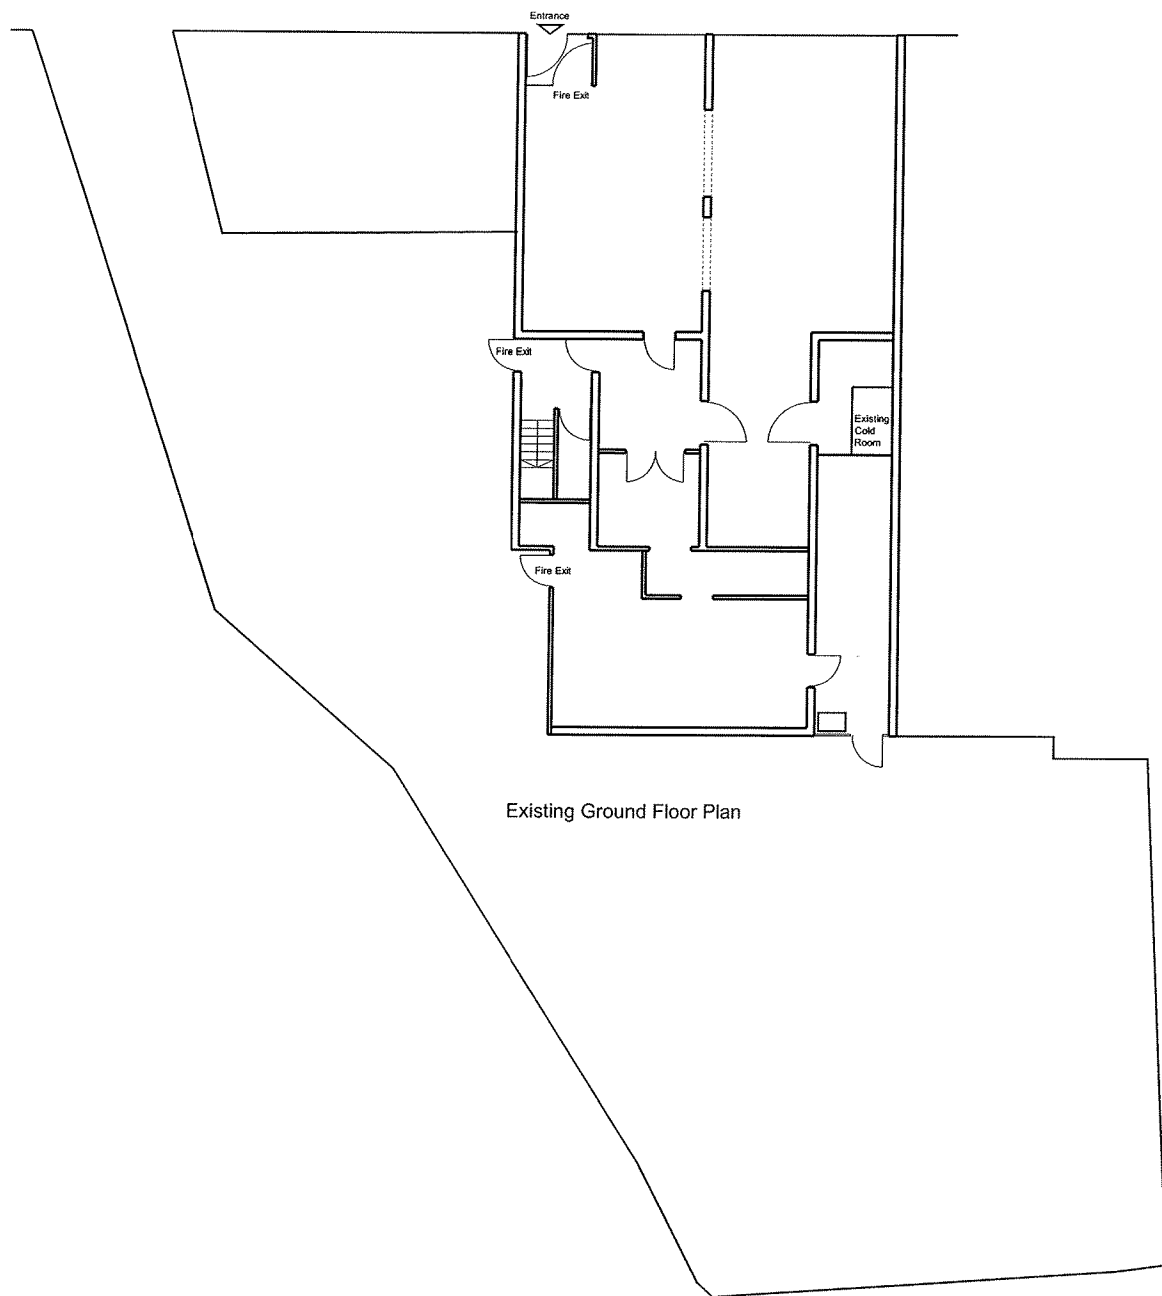 Entrance
Fire Exit
Fire Exit
Existing
Cold
Room
Fire Exit
Existing Ground Floor Plan